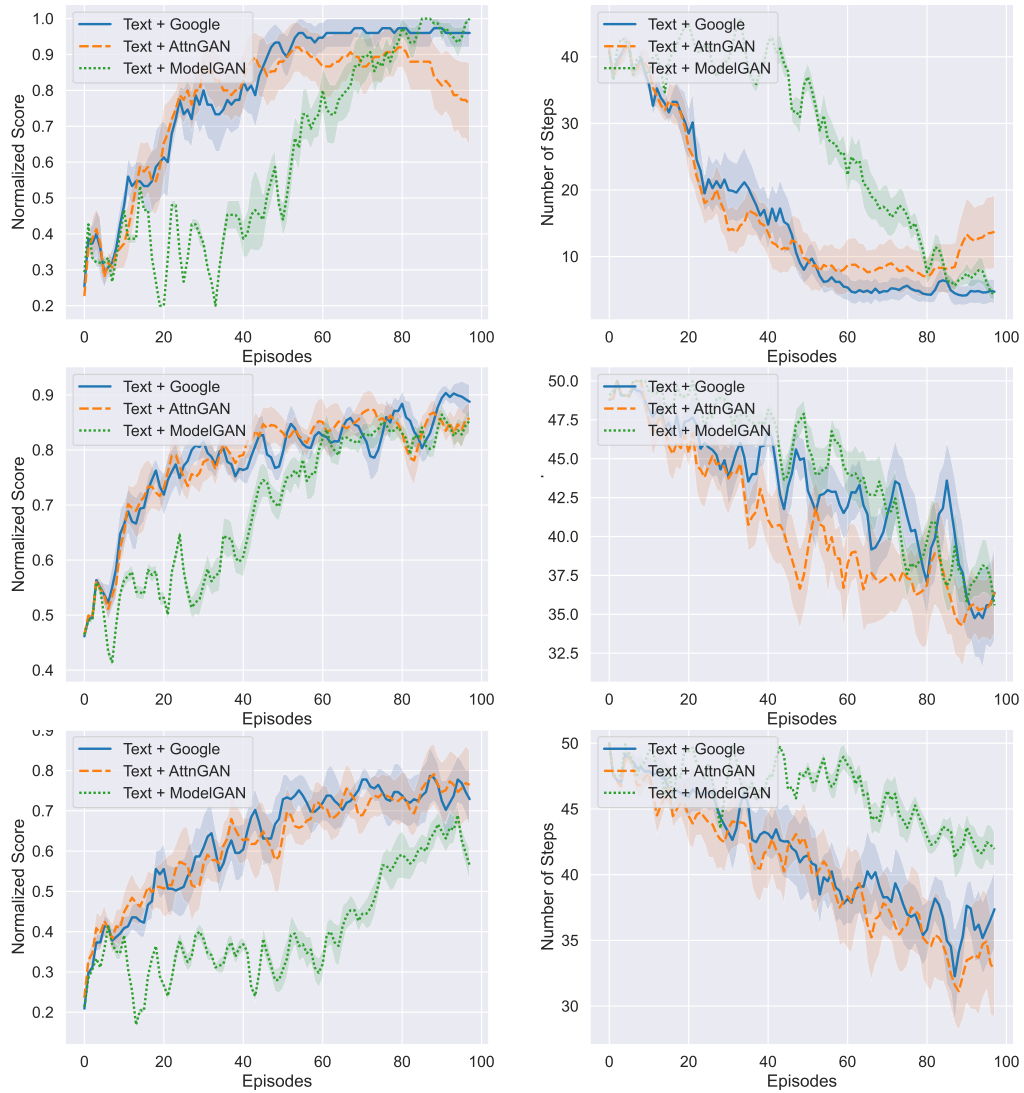 1.0
0.9
0.8
0.7
0.6
0.5
0.4
0.3
0.2
Normalized Score
Text + Google
Text + AttnGAN
Text + ModelGAN
0 20 40 60 80 100
Episodes
40
30
20
10
Number of Steps
Text + Google
Text + AttnGAN
Text + ModelGAN
0 20 40 60 80 100
Episodes
0.9
0.8
0.7
0.6
0.5
0.4
Normalized Score
Text + Google
Text + AttnGAN
Text + ModelGAN
0 20 40 60 80 100
Episodes
50.0
47.5
45.0
42.5
40.0
37.5
35.0
32.5
Text + Google
Text + AttnGAN
Text + ModelGAN
0 20 40 60 80 100
Episodes
0.9
0.8
0.7
0.6
0.5
0.4
0.3
0.2
Normalized Score
Text + Google
Text + AttnGAN
Text + ModelGAN
0 20 40 60 80 100
Episodes
50
45
40
35
30
Number of Steps
Text + Google
Text + AttnGAN
Text + ModelGAN
0 20 40 60 80 100
Episodes